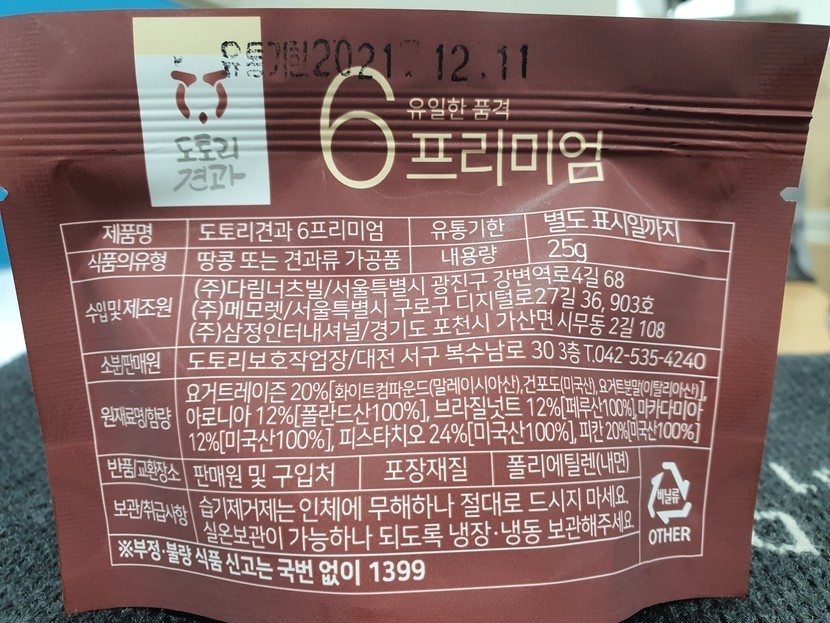 유통기한 2021. 12. 11
도토리
견과
6 유일한 품격
프리미엄
제품명 도토리견과 6프리미엄 유통기한 별도 표시일까지
식품의유형 땅콩 또는 견과류 가공품 내용량 25g
수입및제조원 (주)다림너츠빌/서울특별시 광진구 강변역로4길 68
(주)메모렛/서울특별시 구로구 디지털로27길 36, 903호
(주)삼정인터내셔널/경기도 포천시 가산면 시무동 2길 108
소분판매원 도토리보호작업장/대전 서구 복수남로 30 3층 T.042-535-4240
원재료명/함량 요거트레이즌 20%[화이트컴파운드(말레이시아산),건포도(미국산),요거트분말(이탈리아산)],
아로니아 12%[폴란드산100%], 브라질넛트 12%[페루산100%], 마카다미아
12%[미국산100%], 피스타치오 24%[미국산100%], 피칸 20%[미국산100%]
반품/교환장소 판매원 및 구입처 포장재질 폴리에틸렌(내면)
보관/취급사항 습기제거제는 인체에 무해하나 절대로 드시지 마세요.
실온보관이 가능하나 되도록 냉장·냉동 보관해주세요.
비닐류
OTHER
※부정·불량 식품 신고는 국번 없이 1399